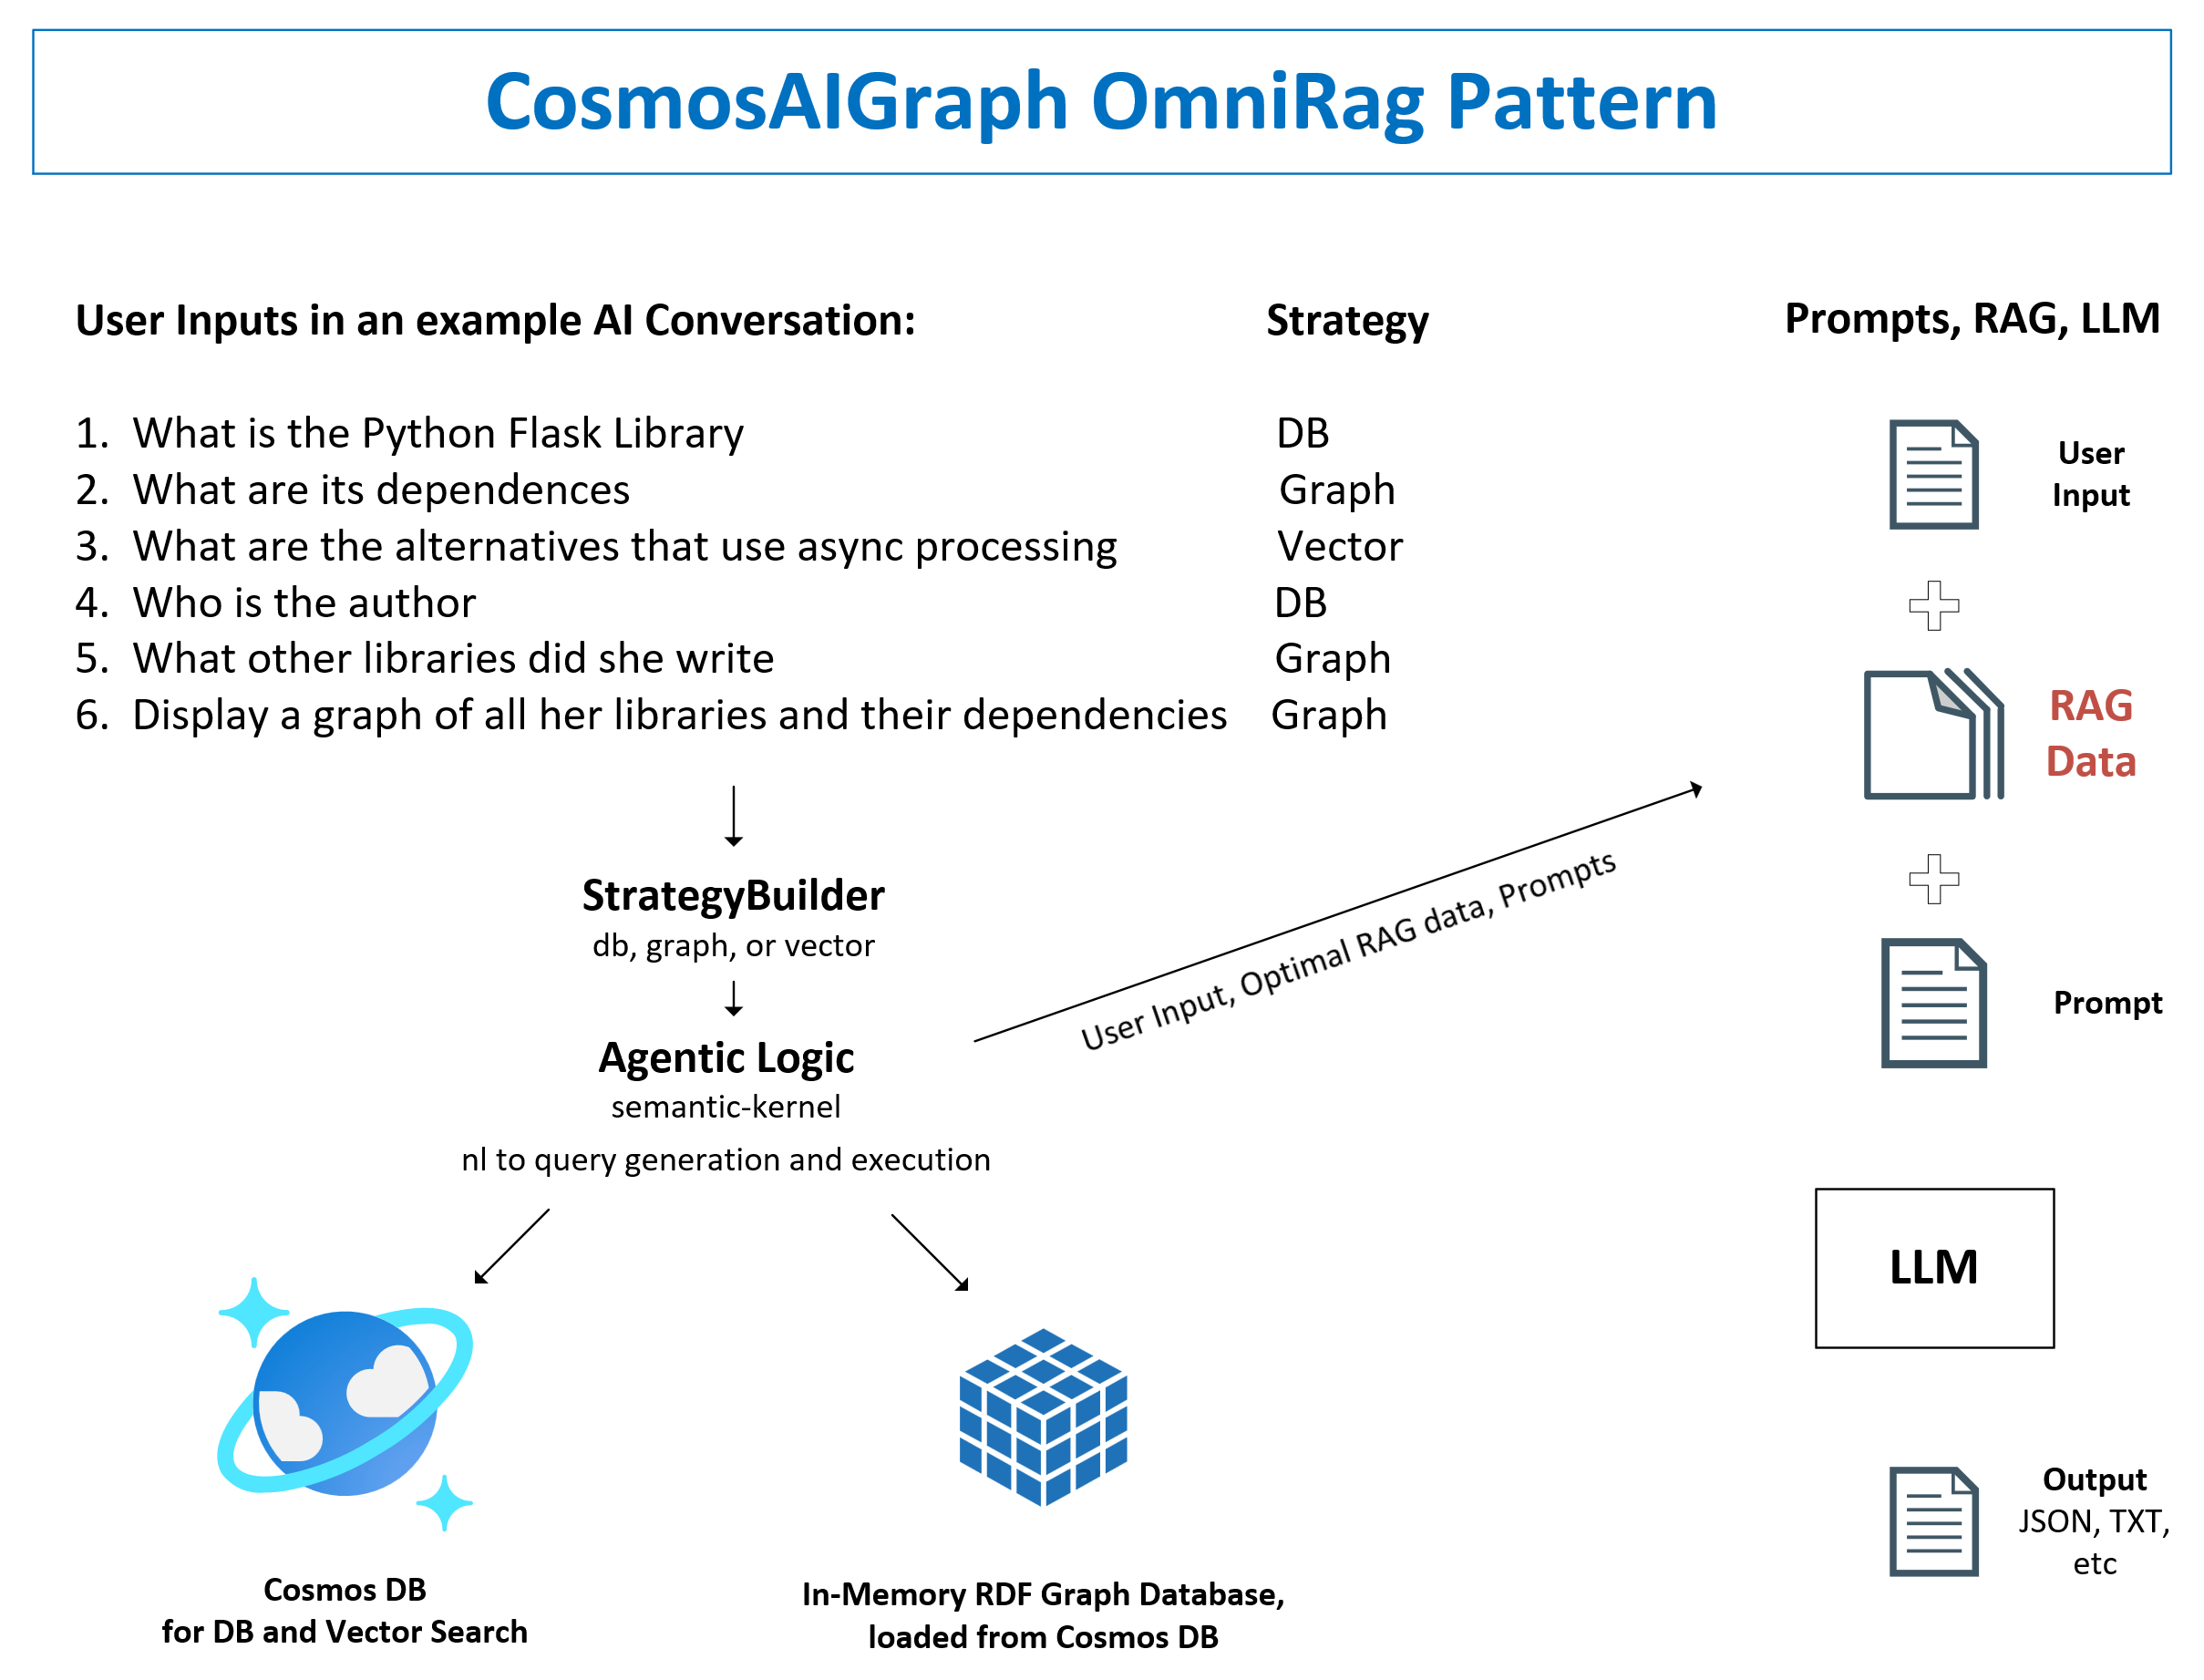 CosmosAIGraph OmniRag Pattern
User Inputs in an example AI Conversation:
Strategy
Prompts, RAG, LLM
1. What is the Python Flask Library DB
2. What are its dependences Graph
3. What are the alternatives that use async processing Vector
4. Who is the author DB
5. What other libraries did she write Graph
6. Display a graph of all her libraries and their dependencies Graph
User
Input
RAG
Data
Prompt
StrategyBuilder
db, graph, or vector
Agentic Logic
semantic-kernel
nl to query generation and execution
User Input, Optimal RAG data, Prompts
LLM
Output
JSON, TXT,
etc
Cosmos DB
for DB and Vector Search
In-Memory RDF Graph Database,
loaded from Cosmos DB